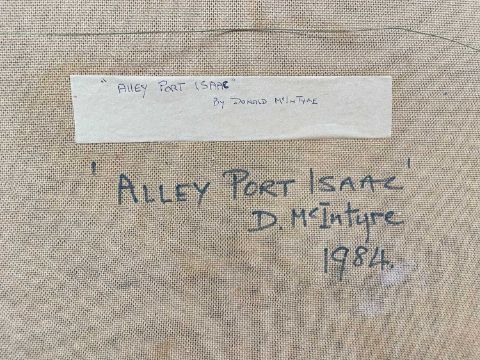 " ALLEY PORT ISAAC"
By DONALD McINTYRE
'ALLEY PORT ISAAC'
D. McIntyre
1984.